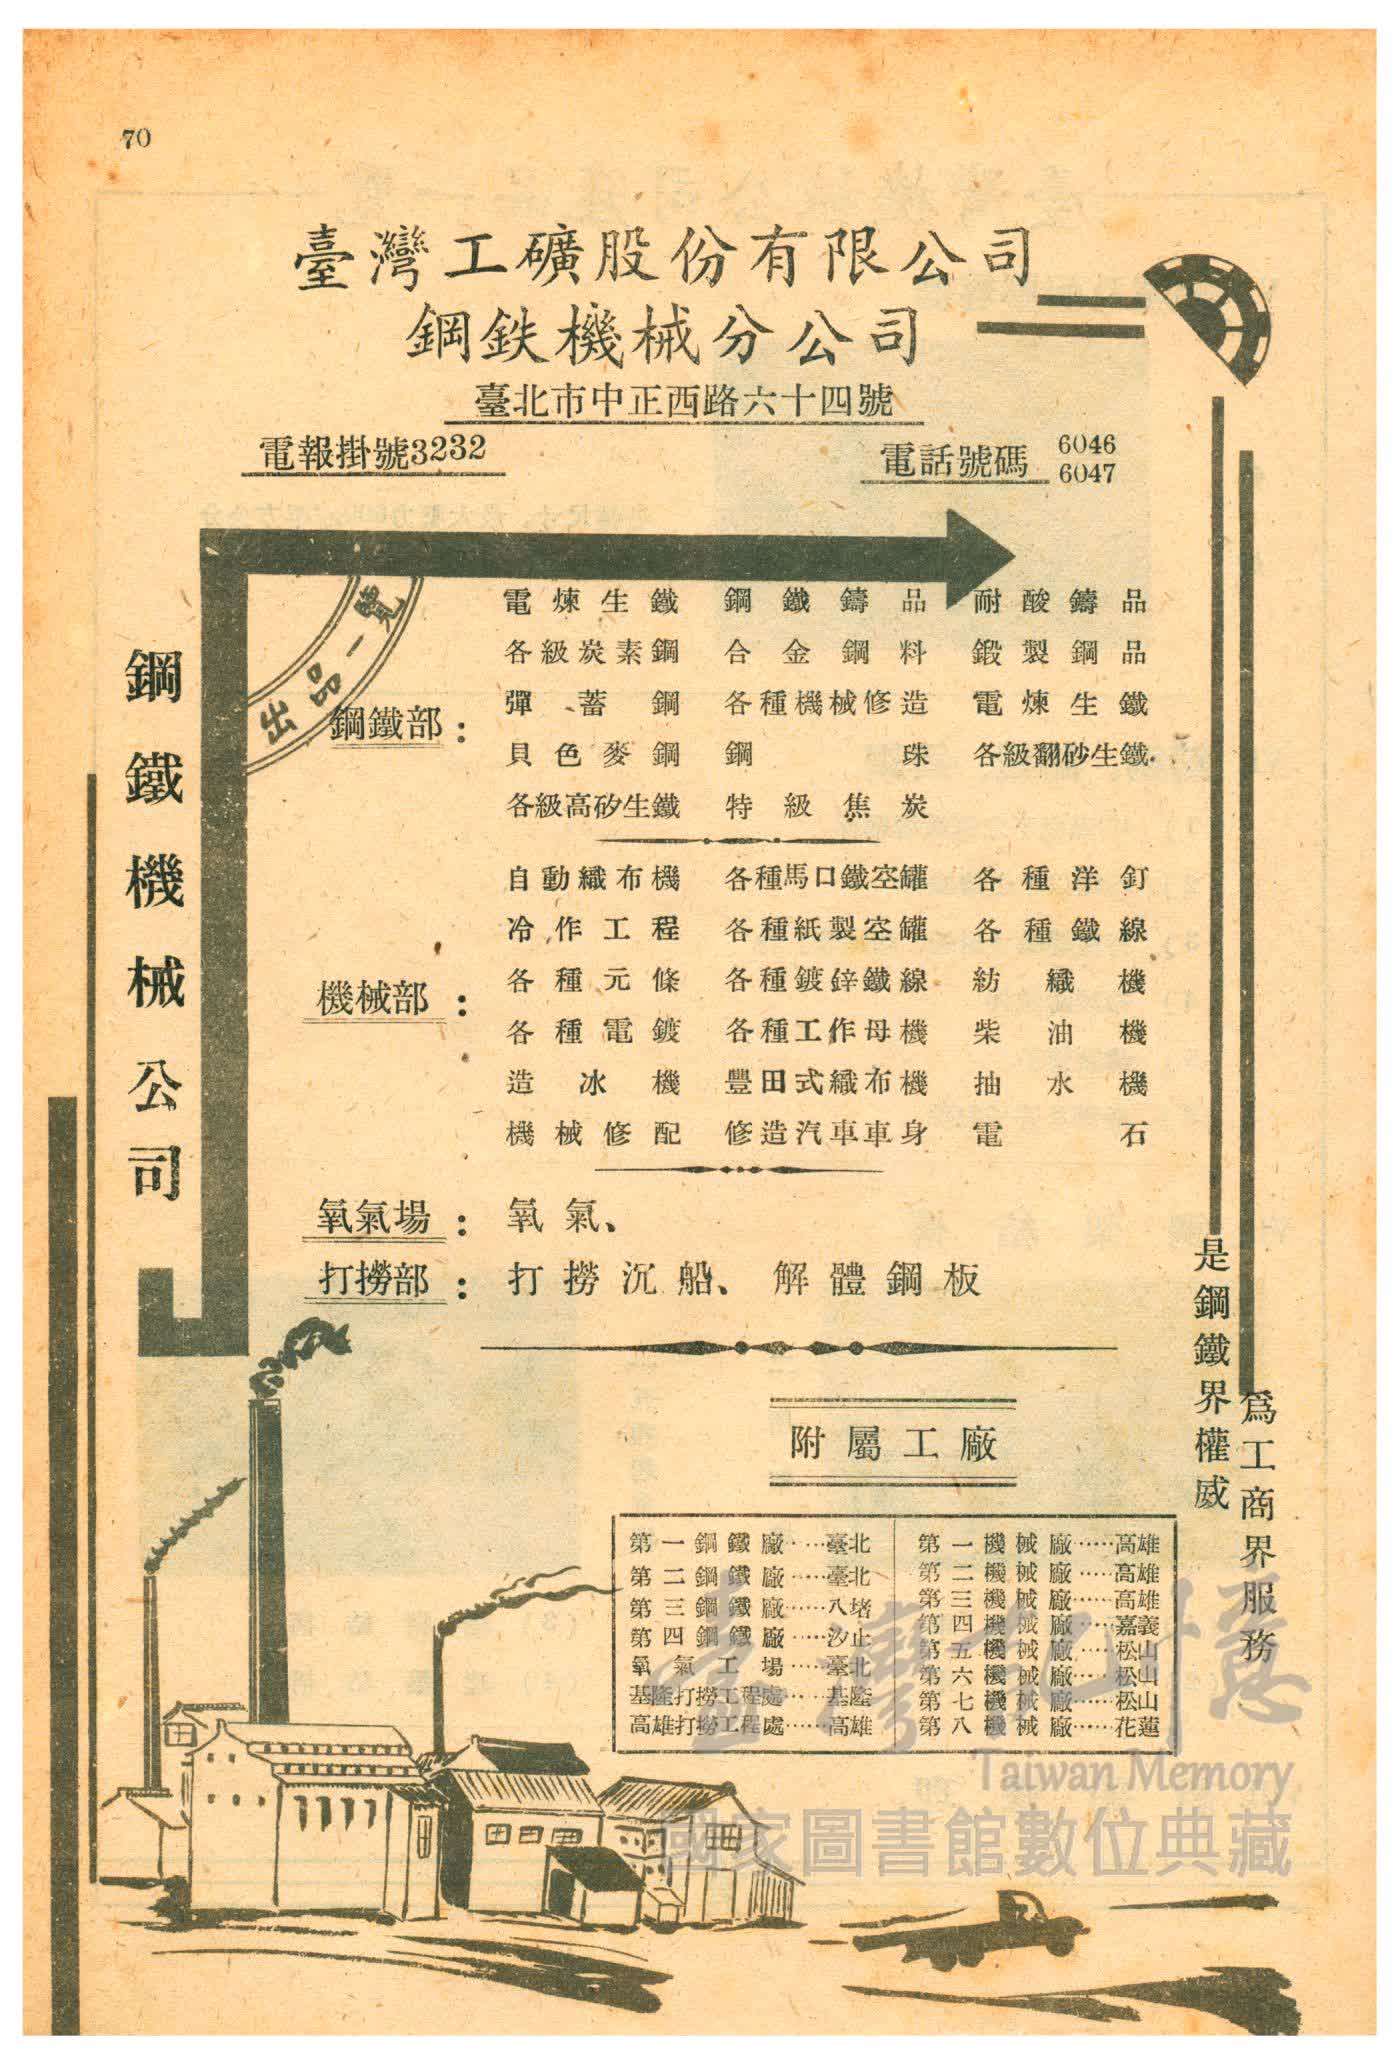 70
臺灣工礦股份有限公司
鋼鉄機械分公司
臺北市中正西路六十四號
電報掛號3232
電話號碼 6046
6047
鋼鐵機械公司
出品一覽
鋼鐵部：
電煉生鐵 鋼鐵鑄品 耐酸鑄品
各級炭素鋼 合金鋼料 鍛製鋼品
彈蓄鋼 各種機械修造 電煉生鐵
貝色麥鋼 鋼珠 各級翻砂生鐵
各級高矽生鐵 特級焦炭
機械部：
自動織布機 各種馬口鐵空罐 各種洋釘
冷作工程 各種紙製空罐 各種鐵線
各種元條 各種鍍鋅鐵線 紡織機
各種電鍍 各種工作母機 柴油機
造冰機 豐田式織布機 抽水機
機械修配 修造汽車車身 電石
氧氣場：氧氣、
打撈部：打撈沉船、解體鋼板
是鋼鐵界權威
為工商界服務
附屬工廠
第一鋼鐵廠……臺北 第一機械廠……高雄
第二鋼鐵廠……臺北 第二機械廠……高雄
第三鋼鐵廠……八堵 第三機械廠……高雄
第四鋼鐵廠……汐止 第四機械廠……嘉義
氧氣工場……臺北 第五機械廠……松山
基隆打撈工程處……基隆 第六機械廠……松山
高雄打撈工程處……高雄 第七機械廠……松山
第八機械廠……花蓮
臺灣記憶
Taiwan Memory
國家圖書館數位典藏